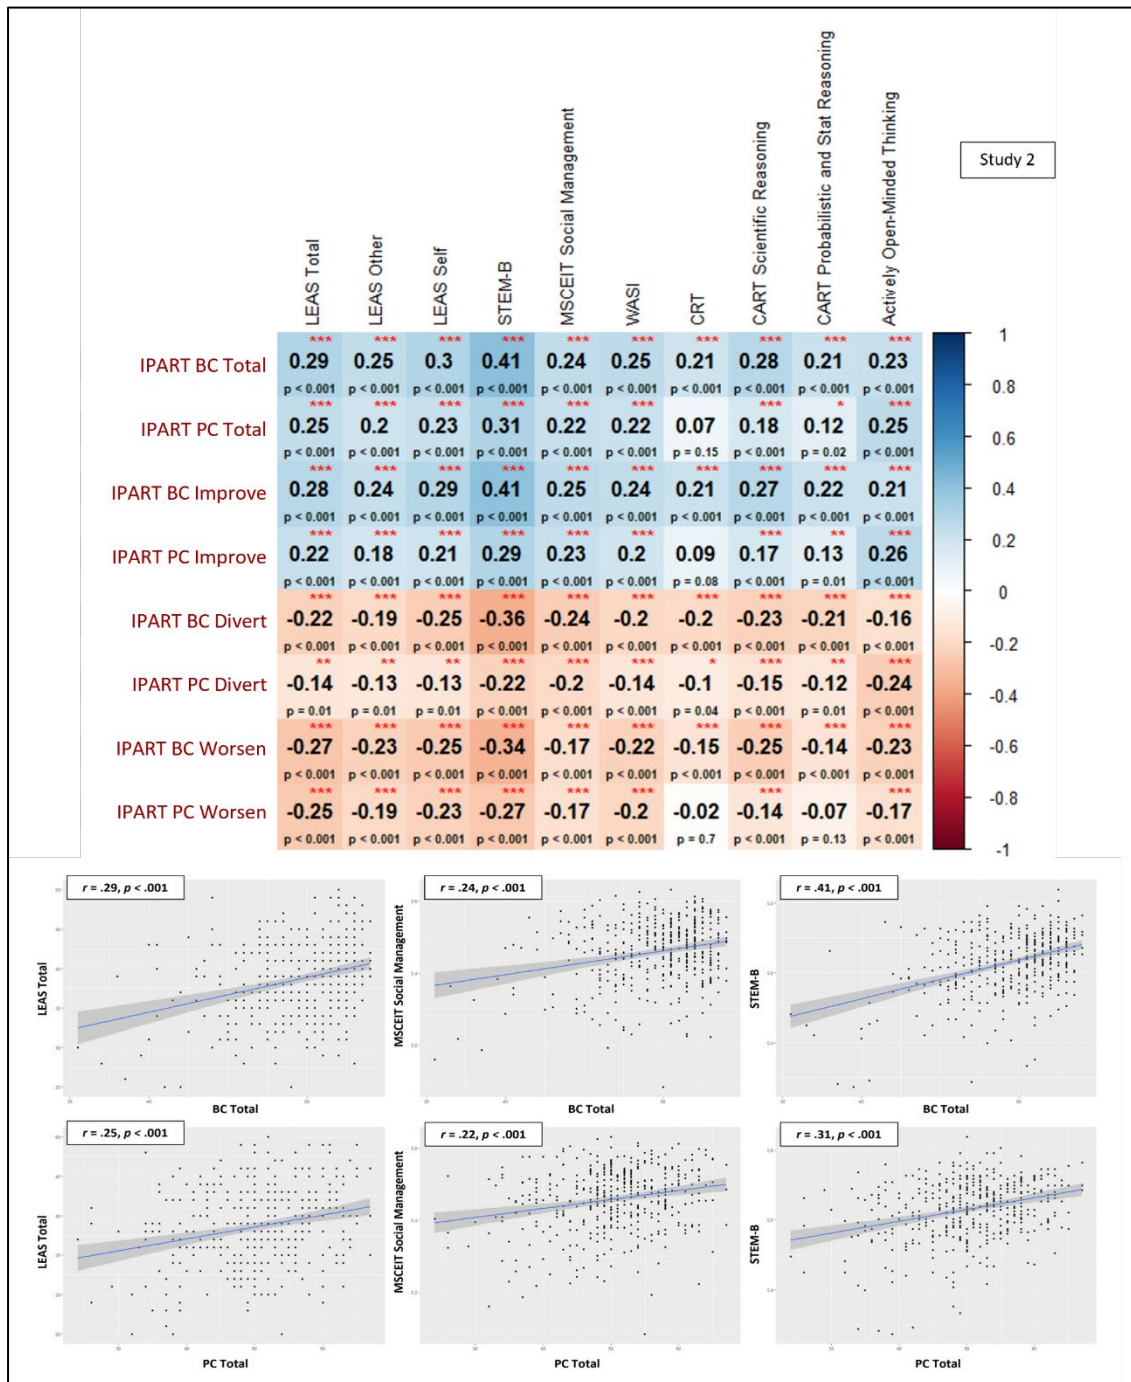 Study 2
LEAS Total
LEAS Other
LEAS Self
STEM-B
MSCEIT Social Management
WASI
CRT
CART Scientific Reasoning
CART Probabilistic and Stat Reasoning
Actively Open-Minded Thinking
*** *** *** *** *** *** *** *** *** ***
IPART BC Total 0.29 0.25 0.3 0.41 0.24 0.25 0.21 0.28 0.21 0.23
p < 0.001 p < 0.001 p < 0.001 p < 0.001 p < 0.001 p < 0.001 p < 0.001 p < 0.001 p < 0.001 p < 0.001
*** *** *** *** *** *** *** * ***
IPART PC Total 0.25 0.2 0.23 0.31 0.22 0.22 0.07 0.18 0.12 0.25
p < 0.001 p < 0.001 p < 0.001 p < 0.001 p < 0.001 p < 0.001 p = 0.15 p < 0.001 p = 0.02 p < 0.001
*** *** *** *** *** *** *** *** *** ***
IPART BC Improve 0.28 0.24 0.29 0.41 0.25 0.24 0.21 0.27 0.22 0.21
p < 0.001 p < 0.001 p < 0.001 p < 0.001 p < 0.001 p < 0.001 p < 0.001 p < 0.001 p < 0.001 p < 0.001
*** *** *** *** *** *** *** ** ***
IPART PC Improve 0.22 0.18 0.21 0.29 0.23 0.2 0.09 0.17 0.13 0.26
p < 0.001 p < 0.001 p < 0.001 p < 0.001 p < 0.001 p < 0.001 p = 0.08 p < 0.001 p = 0.01 p < 0.001
*** *** *** *** *** *** *** *** *** ***
IPART BC Divert -0.22 -0.19 -0.25 -0.36 -0.24 -0.2 -0.2 -0.23 -0.21 -0.16
p < 0.001 p < 0.001 p < 0.001 p < 0.001 p < 0.001 p < 0.001 p < 0.001 p < 0.001 p < 0.001 p < 0.001
** ** ** *** *** *** * *** ** ***
IPART PC Divert -0.14 -0.13 -0.13 -0.22 -0.2 -0.14 -0.1 -0.15 -0.12 -0.24
p = 0.01 p = 0.01 p = 0.01 p < 0.001 p < 0.001 p < 0.001 p = 0.04 p < 0.001 p = 0.01 p < 0.001
*** *** *** *** *** *** *** *** *** ***
IPART BC Worsen -0.27 -0.23 -0.25 -0.34 -0.17 -0.22 -0.15 -0.25 -0.14 -0.23
p < 0.001 p < 0.001 p < 0.001 p < 0.001 p < 0.001 p < 0.001 p < 0.001 p < 0.001 p < 0.001 p < 0.001
*** *** *** *** *** *** *** ***
IPART PC Worsen -0.25 -0.19 -0.23 -0.27 -0.17 -0.2 -0.02 -0.14 -0.07 -0.17
p < 0.001 p < 0.001 p < 0.001 p < 0.001 p < 0.001 p < 0.001 p = 0.7 p < 0.001 p = 0.13 p < 0.001
1
0.8
0.6
0.4
0.2
0
-0.2
-0.4
-0.6
-0.8
-1
r = .29, p < .001
LEAS Total
BC Total
r = .24, p < .001
MSCEIT Social Management
BC Total
r = .41, p < .001
STEM-B
BC Total
r = .25, p < .001
LEAS Total
PC Total
r = .22, p < .001
MSCEIT Social Management
PC Total
r = .31, p < .001
STEM-B
PC Total